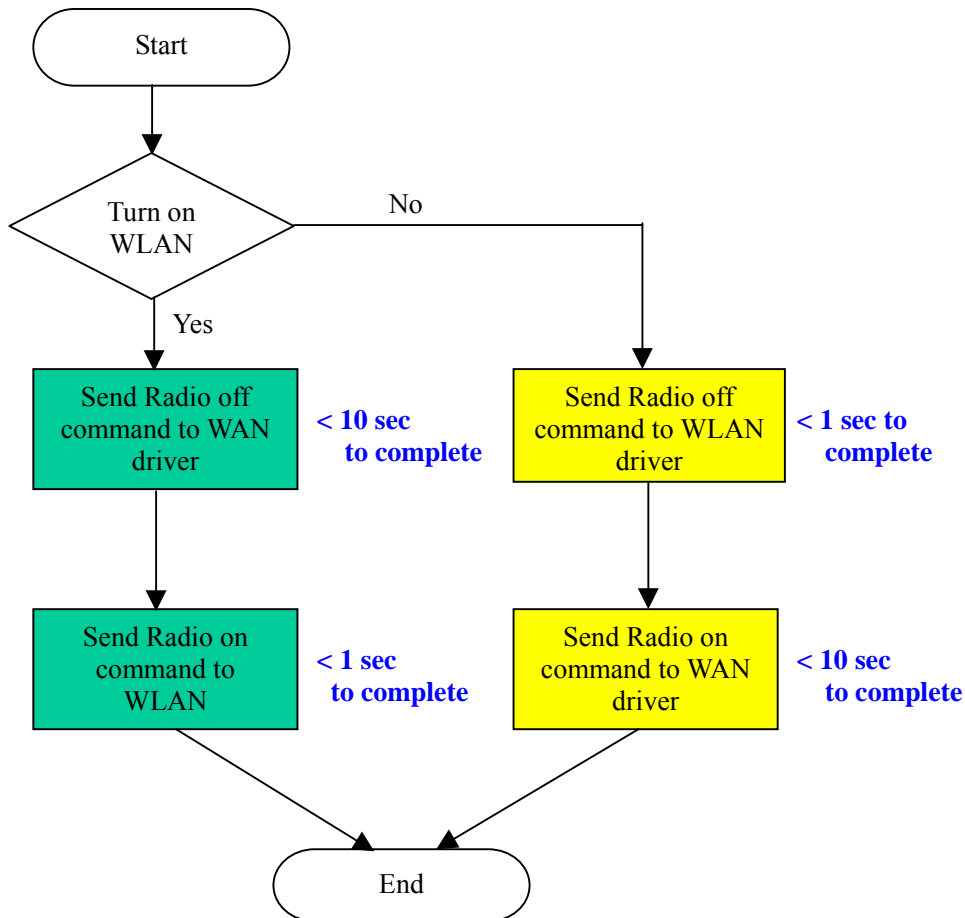 Start
Turn on
WLAN
No
Yes
Send Radio off
command to WAN
driver
< 10 sec
to complete
Send Radio off
command to WLAN
driver
< 1 sec to
complete
Send Radio on
command to
WLAN
< 1 sec
to complete
Send Radio on
command to WAN
driver
< 10 sec
to complete
End